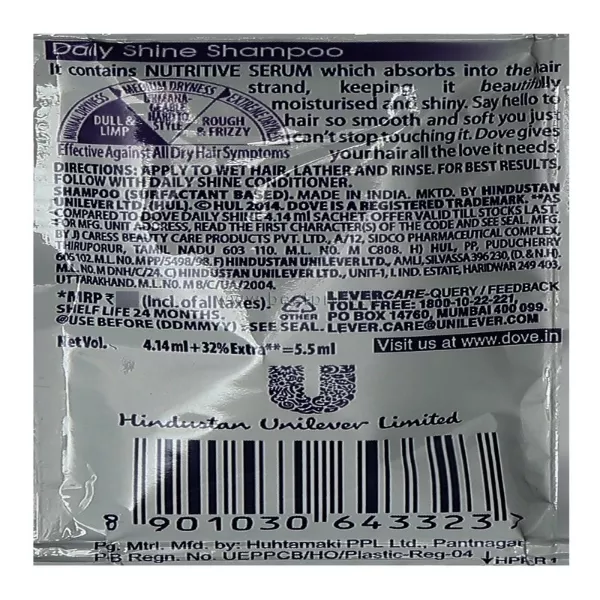 Daily Shine Shampoo
It contains NUTRITIVE SERUM which absorbs into the hair
strand, keeping it beautifully
moisturised and shiny. Say hello to
hair so smooth and soft you just
can't stop touching it. Dove gives
your hair all the love it needs.
MEDIUM DRYNESS
EXTREME DRYNESS
DULL & LIMP
HARD TO STYLE
ROUGH & FRIZZY
Effective Against All Dry Hair Symptoms
DIRECTIONS: APPLY TO WET HAIR, LATHER AND RINSE. FOR BEST RESULTS,
FOLLOW WITH DAILY SHINE CONDITIONER.
SHAMPOO (SURFACTANT BASED). MADE IN INDIA. MKTD. BY HINDUSTAN
UNILEVER LTD. (HUL). © HUL 2014. DOVE IS A REGISTERED TRADEMARK. **AS
COMPARED TO DOVE DAILY SHINE 4.14 ml SACHET. OFFER VALID TILL STOCKS LAST.
FOR MFG. UNIT ADDRESS, READ THE FIRST CHARACTER(S) OF THE CODE AND SEE SEAL. MFG.
BY J) CARESS BEAUTY CARE PRODUCTS PVT. LTD., A/12, SIDCO PHARMACEUTICAL COMPLEX,
THIRUPORUR, TAMIL NADU 603 110. M.L. NO. M C808. H) HUL, PP, PUDUCHERRY
605102. M.L. NO. M PP/5498/98. F) HINDUSTAN UNILEVER LTD., AMLI, SILVASSA 396230, (D. & N.H).
M.L. NO. M DNH/C/24. C) HINDUSTAN UNILEVER LTD., UNIT-1, I. IND. ESTATE, HARIDWAR 249 403,
UTTARAKHAND. M.L. NO. M 8/C/UA/2004.
*MRP ₹ (Incl. of all taxes).
SHELF LIFE 24 MONTHS.
@USE BEFORE (DDMMYY) - SEE SEAL.
7
OTHER
LEVERCARE-QUERY / FEEDBACK
TOLL FREE: 1800-10-22-221,
PO BOX 14760, MUMBAI 400 099.
LEVER.CARE@UNILEVER.COM
Net Vol. 4.14 ml + 32% Extra** = 5.5 ml
Visit us at www.dove.in
Hindustan Unilever Limited
8 901030 643323
Pg. Mtrl. Mfd. by: Huhtamaki PPL Ltd., Pantnagar
PB Regn. No. UEPPCB/HO/Plastic-Reg-04